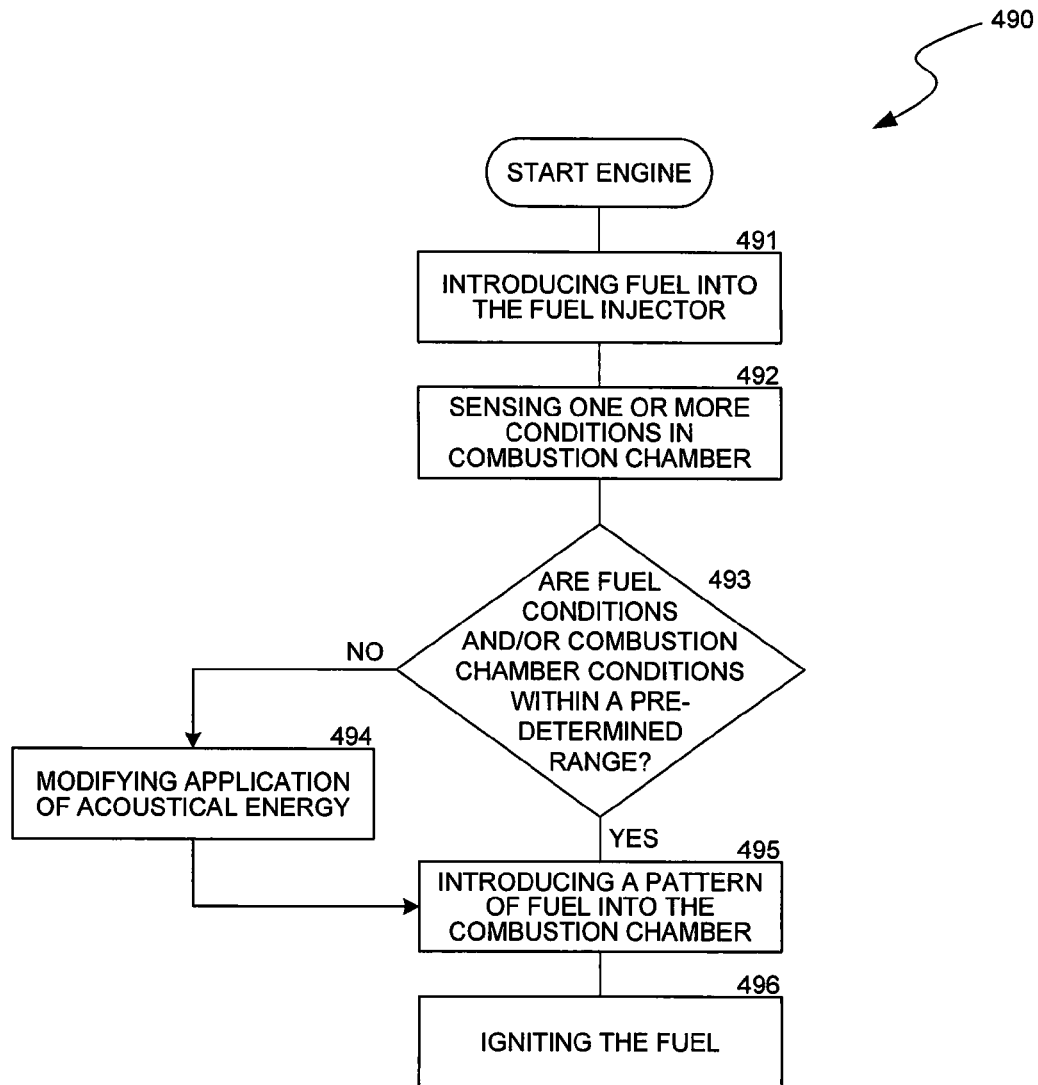 490
START ENGINE
491
INTRODUCING FUEL INTO
THE FUEL INJECTOR
492
SENSING ONE OR MORE
CONDITIONS IN
COMBUSTION CHAMBER
493
ARE FUEL
CONDITIONS
AND/OR COMBUSTION
CHAMBER CONDITIONS
WITHIN A PRE-
DETERMINED
RANGE?
NO
494
MODIFYING APPLICATION
OF ACOUSTICAL ENERGY
YES
495
INTRODUCING A PATTERN
OF FUEL INTO THE
COMBUSTION CHAMBER
496
IGNITING THE FUEL